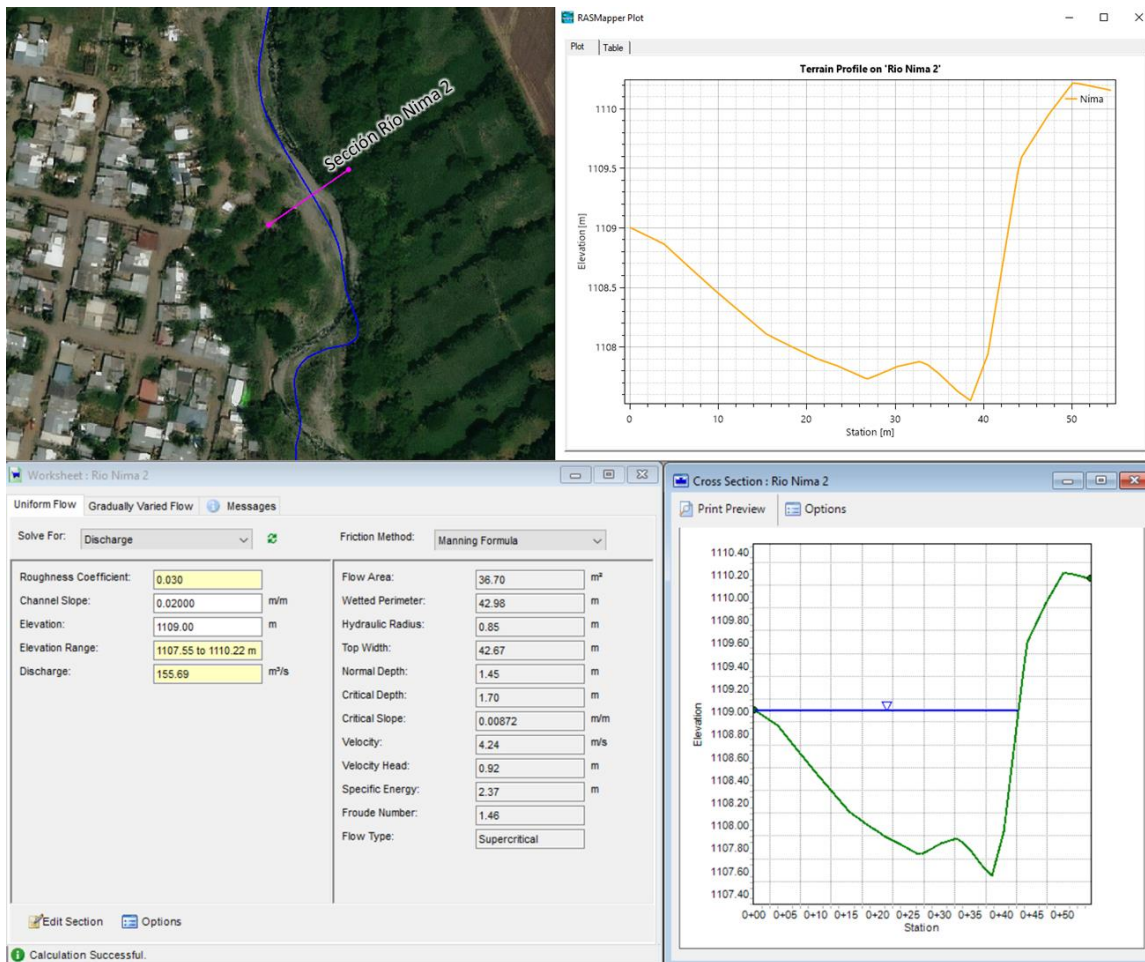 Sección Río Nima 2
RASMapper Plot
Plot Table
Terrain Profile on 'Rio Nima 2'
Nima
Elevation [m]
1110
1109.5
1109
1108.5
1108
0 10 20 30 40 50
Station [m]
Worksheet : Rio Nima 2
Uniform Flow Gradually Varied Flow Messages
Solve For: Discharge Friction Method: Manning Formula
Roughness Coefficient: 0.030
Channel Slope: 0.02000 m/m
Elevation: 1109.00 m
Elevation Range: 1107.55 to 1110.22 m
Discharge: 155.69 m³/s
Flow Area: 36.70 m²
Wetted Perimeter: 42.98 m
Hydraulic Radius: 0.85 m
Top Width: 42.67 m
Normal Depth: 1.45 m
Critical Depth: 1.70 m
Critical Slope: 0.00872 m/m
Velocity: 4.24 m/s
Velocity Head: 0.92 m
Specific Energy: 2.37 m
Froude Number: 1.46
Flow Type: Supercritical
Edit Section Options
Calculation Successful.
Cross Section : Rio Nima 2
Print Preview Options
Elevation
1110.40
1110.20
1110.00
1109.80
1109.60
1109.40
1109.20
1109.00
1108.80
1108.60
1108.40
1108.20
1108.00
1107.80
1107.60
1107.40
0+00 0+05 0+10 0+15 0+20 0+25 0+30 0+35 0+40 0+45 0+50
Station